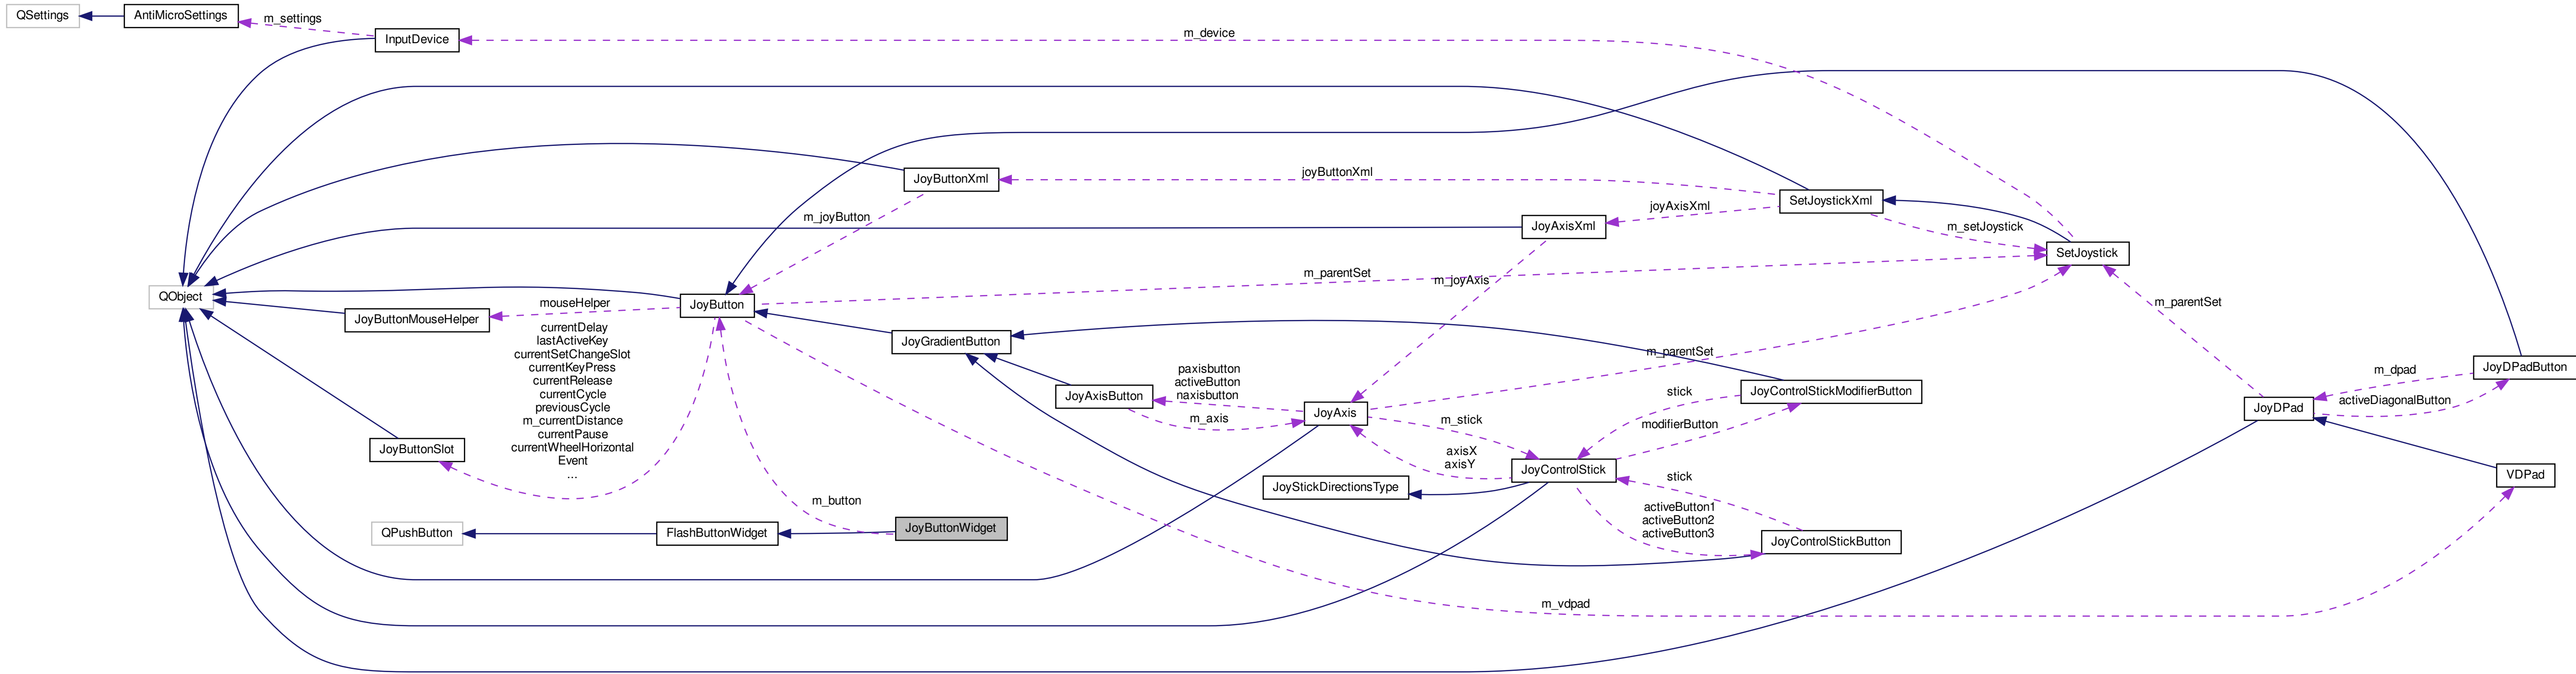 QSettings
AntiMicroSettings
m_settings
InputDevice
m_device
JoyButtonXml
joyButtonXml
SetJoystickXml
joyAxisXml
JoyAxisXml
m_joyButton
m_setJoystick
SetJoystick
m_parentSet
m_joyAxis
QObject
JoyButton
mouseHelper
JoyButtonMouseHelper
m_parentSet
currentDelay
lastActiveKey
currentSetChangeSlot
currentKeyPress
currentRelease
currentCycle
previousCycle
m_currentDistance
currentPause
currentWheelHorizontal
Event
...
JoyGradientButton
m_parentSet
paxisbutton
activeButton
naxisbutton
JoyAxisButton
m_axis
JoyAxis
m_stick
stick
JoyControlStickModifierButton
modifierButton
m_dpad
JoyDPadButton
activeDiagonalButton
JoyDPad
JoyButtonSlot
axisX
axisY
JoyControlStick
stick
VDPad
JoyStickDirectionsType
m_button
activeButton1
activeButton2
activeButton3
QPushButton
FlashButtonWidget
JoyButtonWidget
JoyControlStickButton
m_vdpad